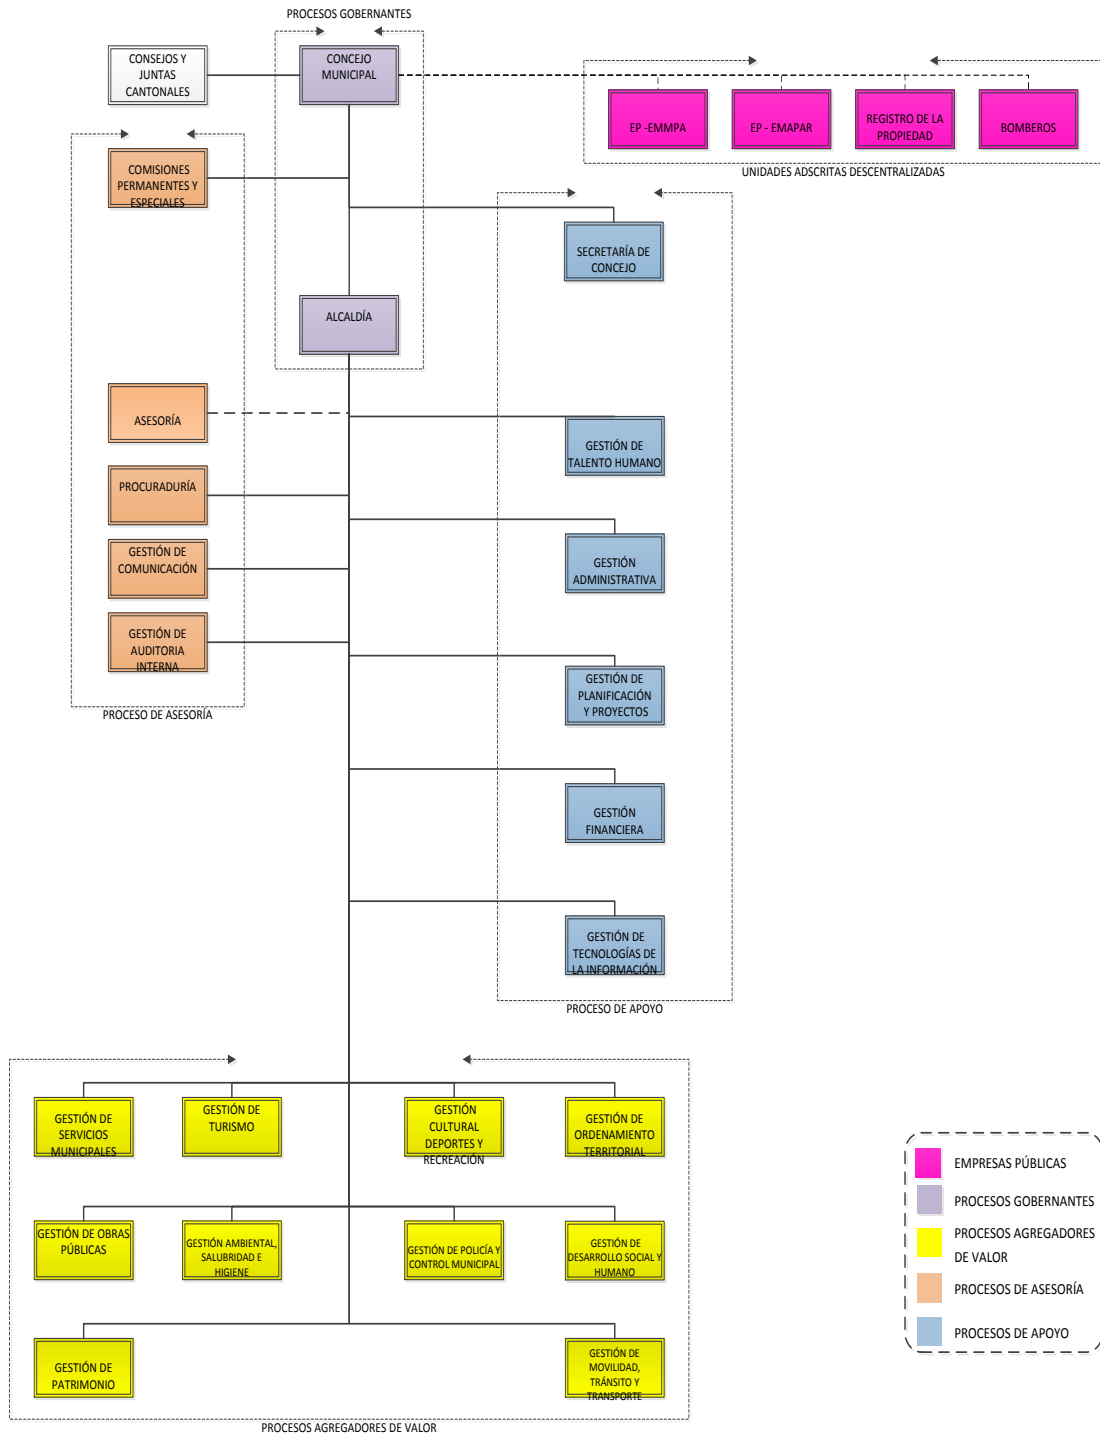 PROCESOS GOBERNANTES
CONSEJOS Y
JUNTAS
CANTONALES
CONCEJO
MUNICIPAL
EP -EMMPA
EP - EMAPAR
REGISTRO DE LA
PROPIEDAD
BOMBEROS
UNIDADES ADSCRITAS DESCENTRALIZADAS
COMISIONES
PERMANENTES Y
ESPECIALES
SECRETARÍA DE
CONCEJO
ALCALDÍA
ASESORÍA
GESTIÓN DE
TALENTO HUMANO
PROCURADURÍA
GESTIÓN DE
COMUNICACIÓN
GESTIÓN
ADMINISTRATIVA
GESTIÓN DE
AUDITORIA
INTERNA
PROCESO DE ASESORÍA
GESTIÓN DE
PLANIFICACIÓN
Y PROYECTOS
GESTIÓN
FINANCIERA
GESTIÓN DE
TECNOLOGÍAS DE
LA INFORMACIÓN
PROCESO DE APOYO
GESTIÓN DE
SERVICIOS
MUNICIPALES
GESTIÓN DE
TURISMO
GESTIÓN
CULTURAL
DEPORTES Y
RECREACIÓN
GESTIÓN DE
ORDENAMIENTO
TERRITORIAL
GESTIÓN DE OBRAS
PÚBLICAS
GESTIÓN AMBIENTAL,
SALUBRIDAD E
HIGIENE
GESTIÓN DE POLICÍA Y
CONTROL MUNICIPAL
GESTIÓN DE
DESARROLLO SOCIAL Y
HUMANO
GESTIÓN DE
PATRIMONIO
GESTIÓN DE
MOVILIDAD,
TRÁNSITO Y
TRANSPORTE
PROCESOS AGREGADORES DE VALOR
EMPRESAS PÚBLICAS
PROCESOS GOBERNANTES
PROCESOS AGREGADORES
DE VALOR
PROCESOS DE ASESORÍA
PROCESOS DE APOYO